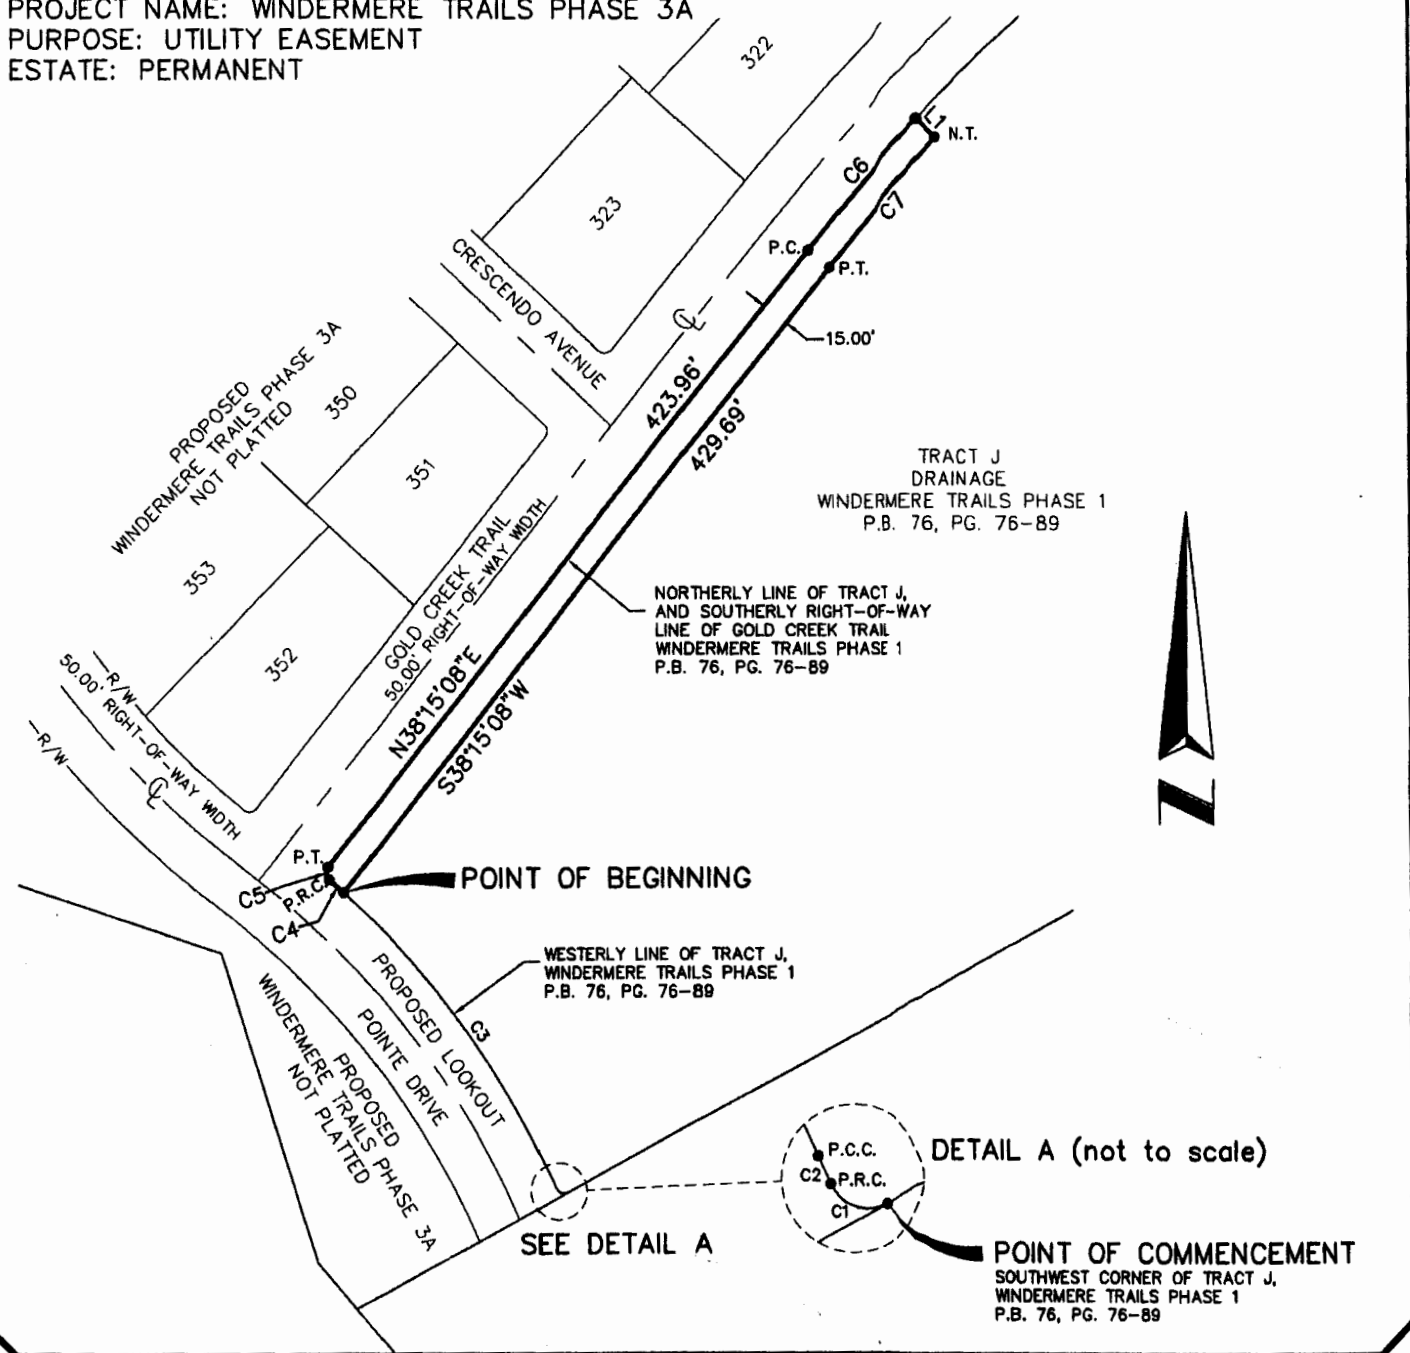 PROJECT NAME: WINDERMERE TRAILS PHASE 3A
PURPOSE: UTILITY EASEMENT
ESTATE: PERMANENT
322
L1
N.T.
C6
C7
323
P.C.
P.T.
CRESCENDO AVENUE
CL
15.00'
PROPOSED
WINDERMERE TRAILS PHASE 3A
NOT PLATTED
350
423.96'
429.69'
351
TRACT J
DRAINAGE
WINDERMERE TRAILS PHASE 1
P.B. 76, PG. 76-89
GOLD CREEK TRAIL
50.00' RIGHT-OF-WAY WIDTH
353
NORTHERLY LINE OF TRACT J,
AND SOUTHERLY RIGHT-OF-WAY
LINE OF GOLD CREEK TRAIL
WINDERMERE TRAILS PHASE 1
P.B. 76, PG. 76-89
352
R/W
50.00' RIGHT-OF-WAY WIDTH
R/W
CL
N38°15'08"E
S38°15'08"W
N
P.T.
P.R.C.
C5
C4
POINT OF BEGINNING
WESTERLY LINE OF TRACT J,
WINDERMERE TRAILS PHASE 1
P.B. 76, PG. 76-89
C3
PROPOSED LOOKOUT
POINTE DRIVE
PROPOSED
WINDERMERE TRAILS PHASE 3A
NOT PLATTED
SEE DETAIL A
P.C.C.
C2
P.R.C.
C1
DETAIL A (not to scale)
POINT OF COMMENCEMENT
SOUTHWEST CORNER OF TRACT J,
WINDERMERE TRAILS PHASE 1
P.B. 76, PG. 76-89